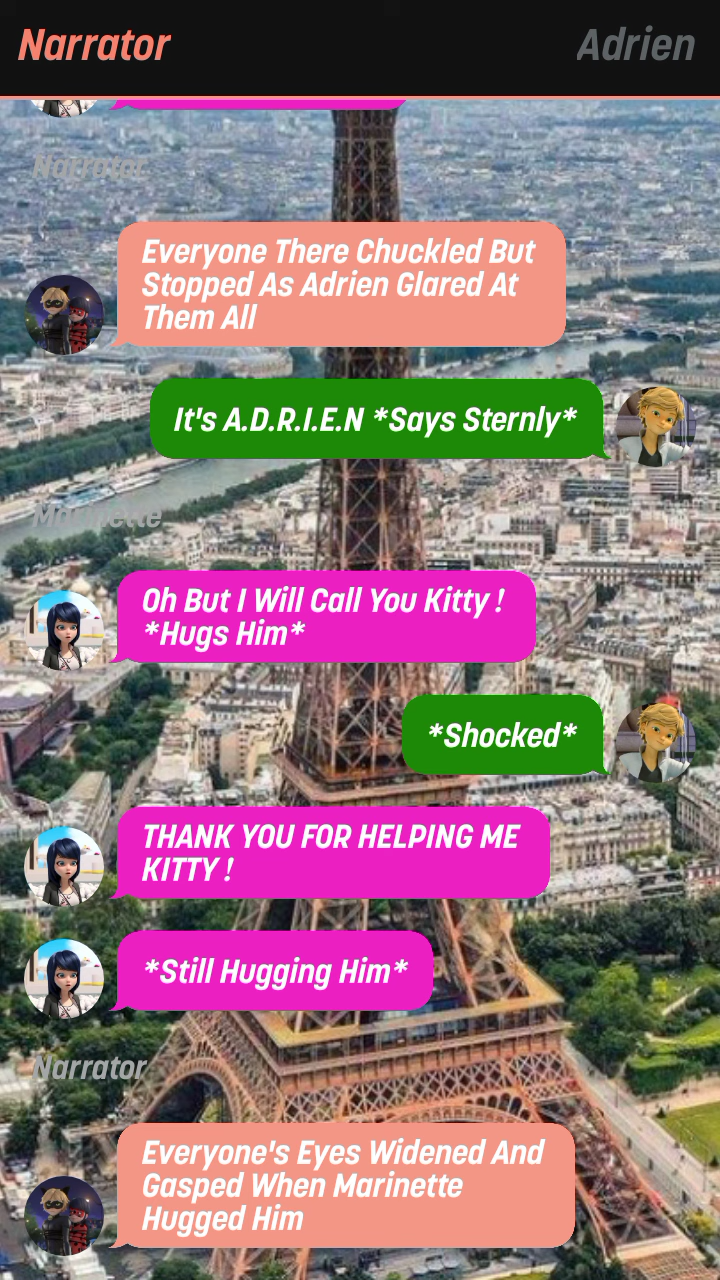 Narrator
Adrien
Narrator
Everyone There Chuckled But
Stopped As Adrien Glared At
Them All
It's A.D.R.I.E.N *Says Sternly*
Marinette
Oh But I Will Call You Kitty !
*Hugs Him*
*Shocked*
THANK YOU FOR HELPING ME
KITTY !
*Still Hugging Him*
Narrator
Everyone's Eyes Widened And
Gasped When Marinette
Hugged Him